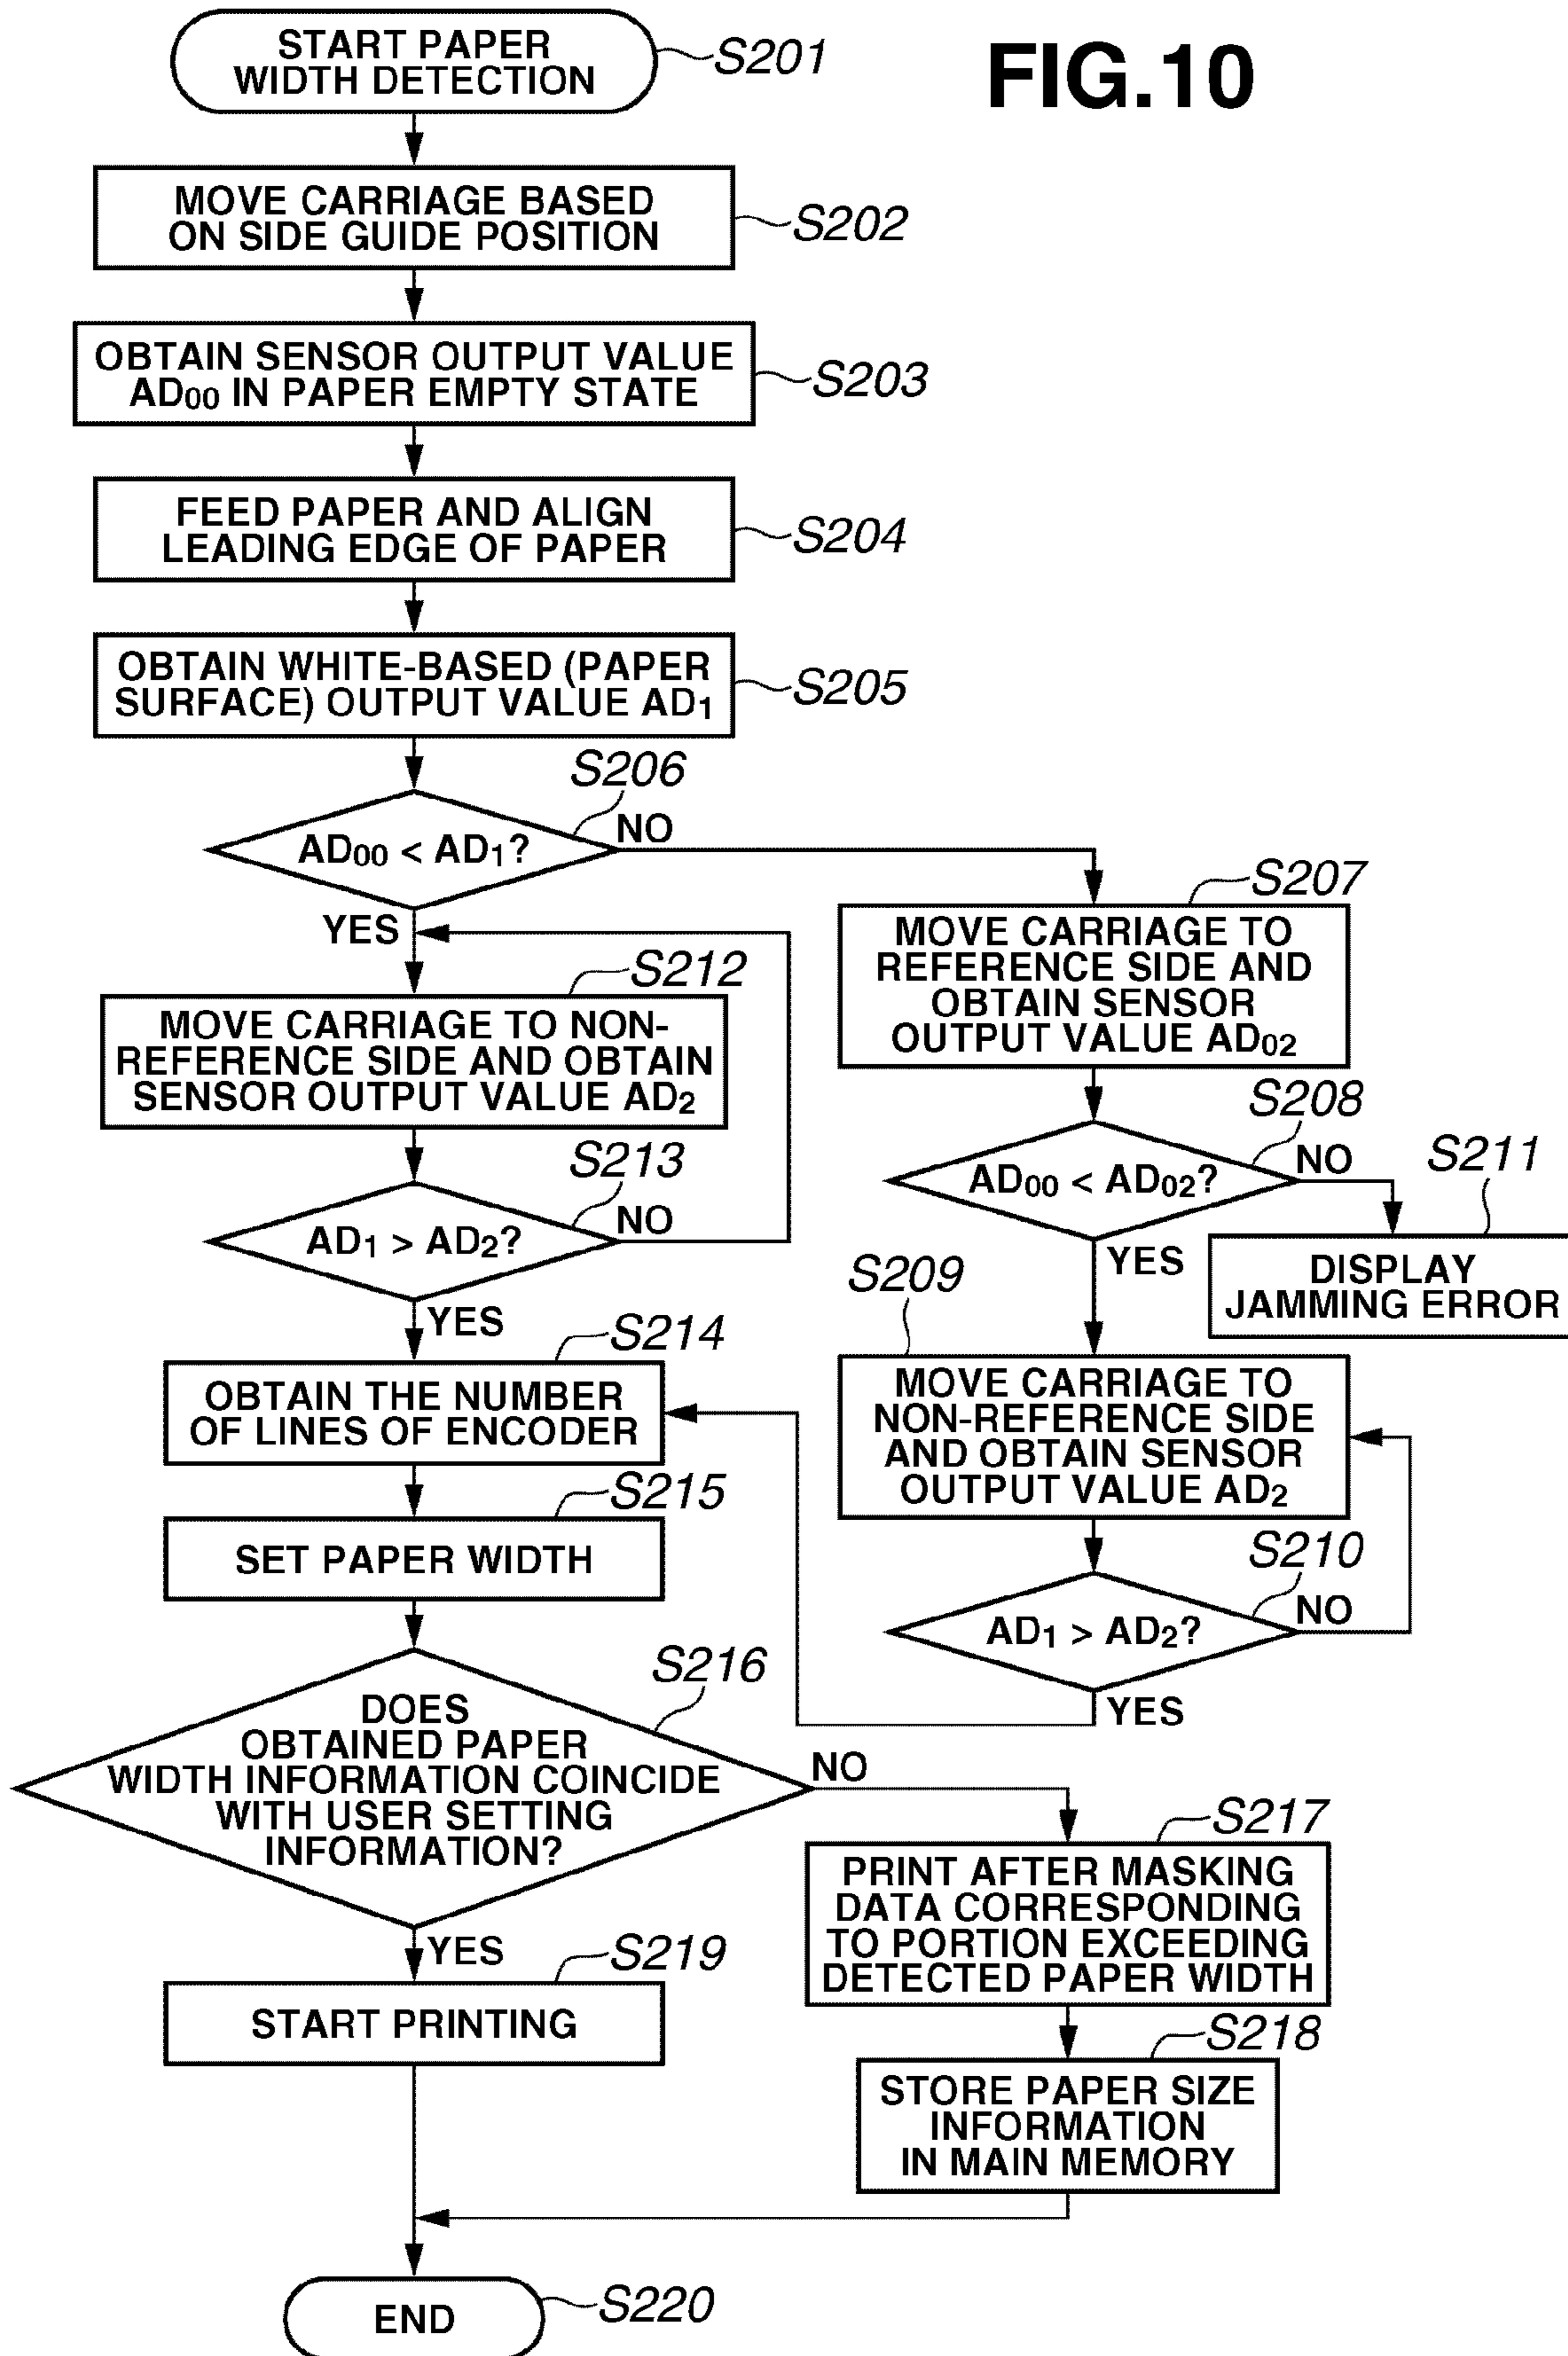 START PAPER
WIDTH DETECTION
S201
FIG.10
MOVE CARRIAGE BASED
ON SIDE GUIDE POSITION
S202
OBTAIN SENSOR OUTPUT VALUE
AD00 IN PAPER EMPTY STATE
S203
FEED PAPER AND ALIGN
LEADING EDGE OF PAPER
S204
OBTAIN WHITE-BASED (PAPER
SURFACE) OUTPUT VALUE AD1
S205
S206
AD00 < AD1?
NO
YES
S207
MOVE CARRIAGE TO
REFERENCE SIDE AND
OBTAIN SENSOR
OUTPUT VALUE AD02
S212
MOVE CARRIAGE TO NON-
REFERENCE SIDE AND OBTAIN
SENSOR OUTPUT VALUE AD2
S208
AD00 < AD02?
NO
YES
S211
DISPLAY
JAMMING ERROR
S213
AD1 > AD2?
NO
YES
S209
MOVE CARRIAGE TO
NON-REFERENCE SIDE
AND OBTAIN SENSOR
OUTPUT VALUE AD2
S214
OBTAIN THE NUMBER
OF LINES OF ENCODER
S210
AD1 > AD2?
NO
YES
S215
SET PAPER WIDTH
S216
DOES
OBTAINED PAPER
WIDTH INFORMATION COINCIDE
WITH USER SETTING
INFORMATION?
NO
YES
S217
PRINT AFTER MASKING
DATA CORRESPONDING
TO PORTION EXCEEDING
DETECTED PAPER WIDTH
S219
START PRINTING
S218
STORE PAPER SIZE
INFORMATION
IN MAIN MEMORY
END
S220